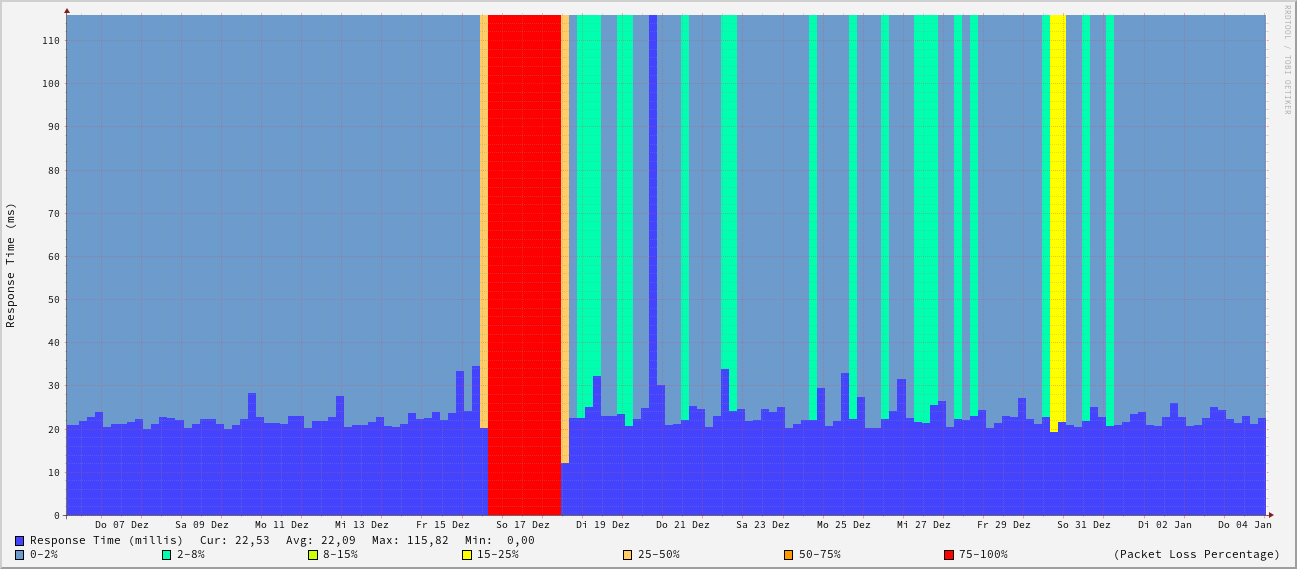 RRDTOOL / TOBI OETIKER
Response Time (ms)
110
100
90
80
70
60
50
40
30
20
10
0
Do 07 Dez Sa 09 Dez Mo 11 Dez Mi 13 Dez Fr 15 Dez So 17 Dez Di 19 Dez Do 21 Dez Sa 23 Dez Mo 25 Dez Mi 27 Dez Fr 29 Dez So 31 Dez Di 02 Jan Do 04 Jan
Response Time (millis) Cur: 22,53 Avg: 22,09 Max: 115,82 Min: 0,00
0-2% 2-8% 8-15% 15-25% 25-50% 50-75% 75-100% (Packet Loss Percentage)